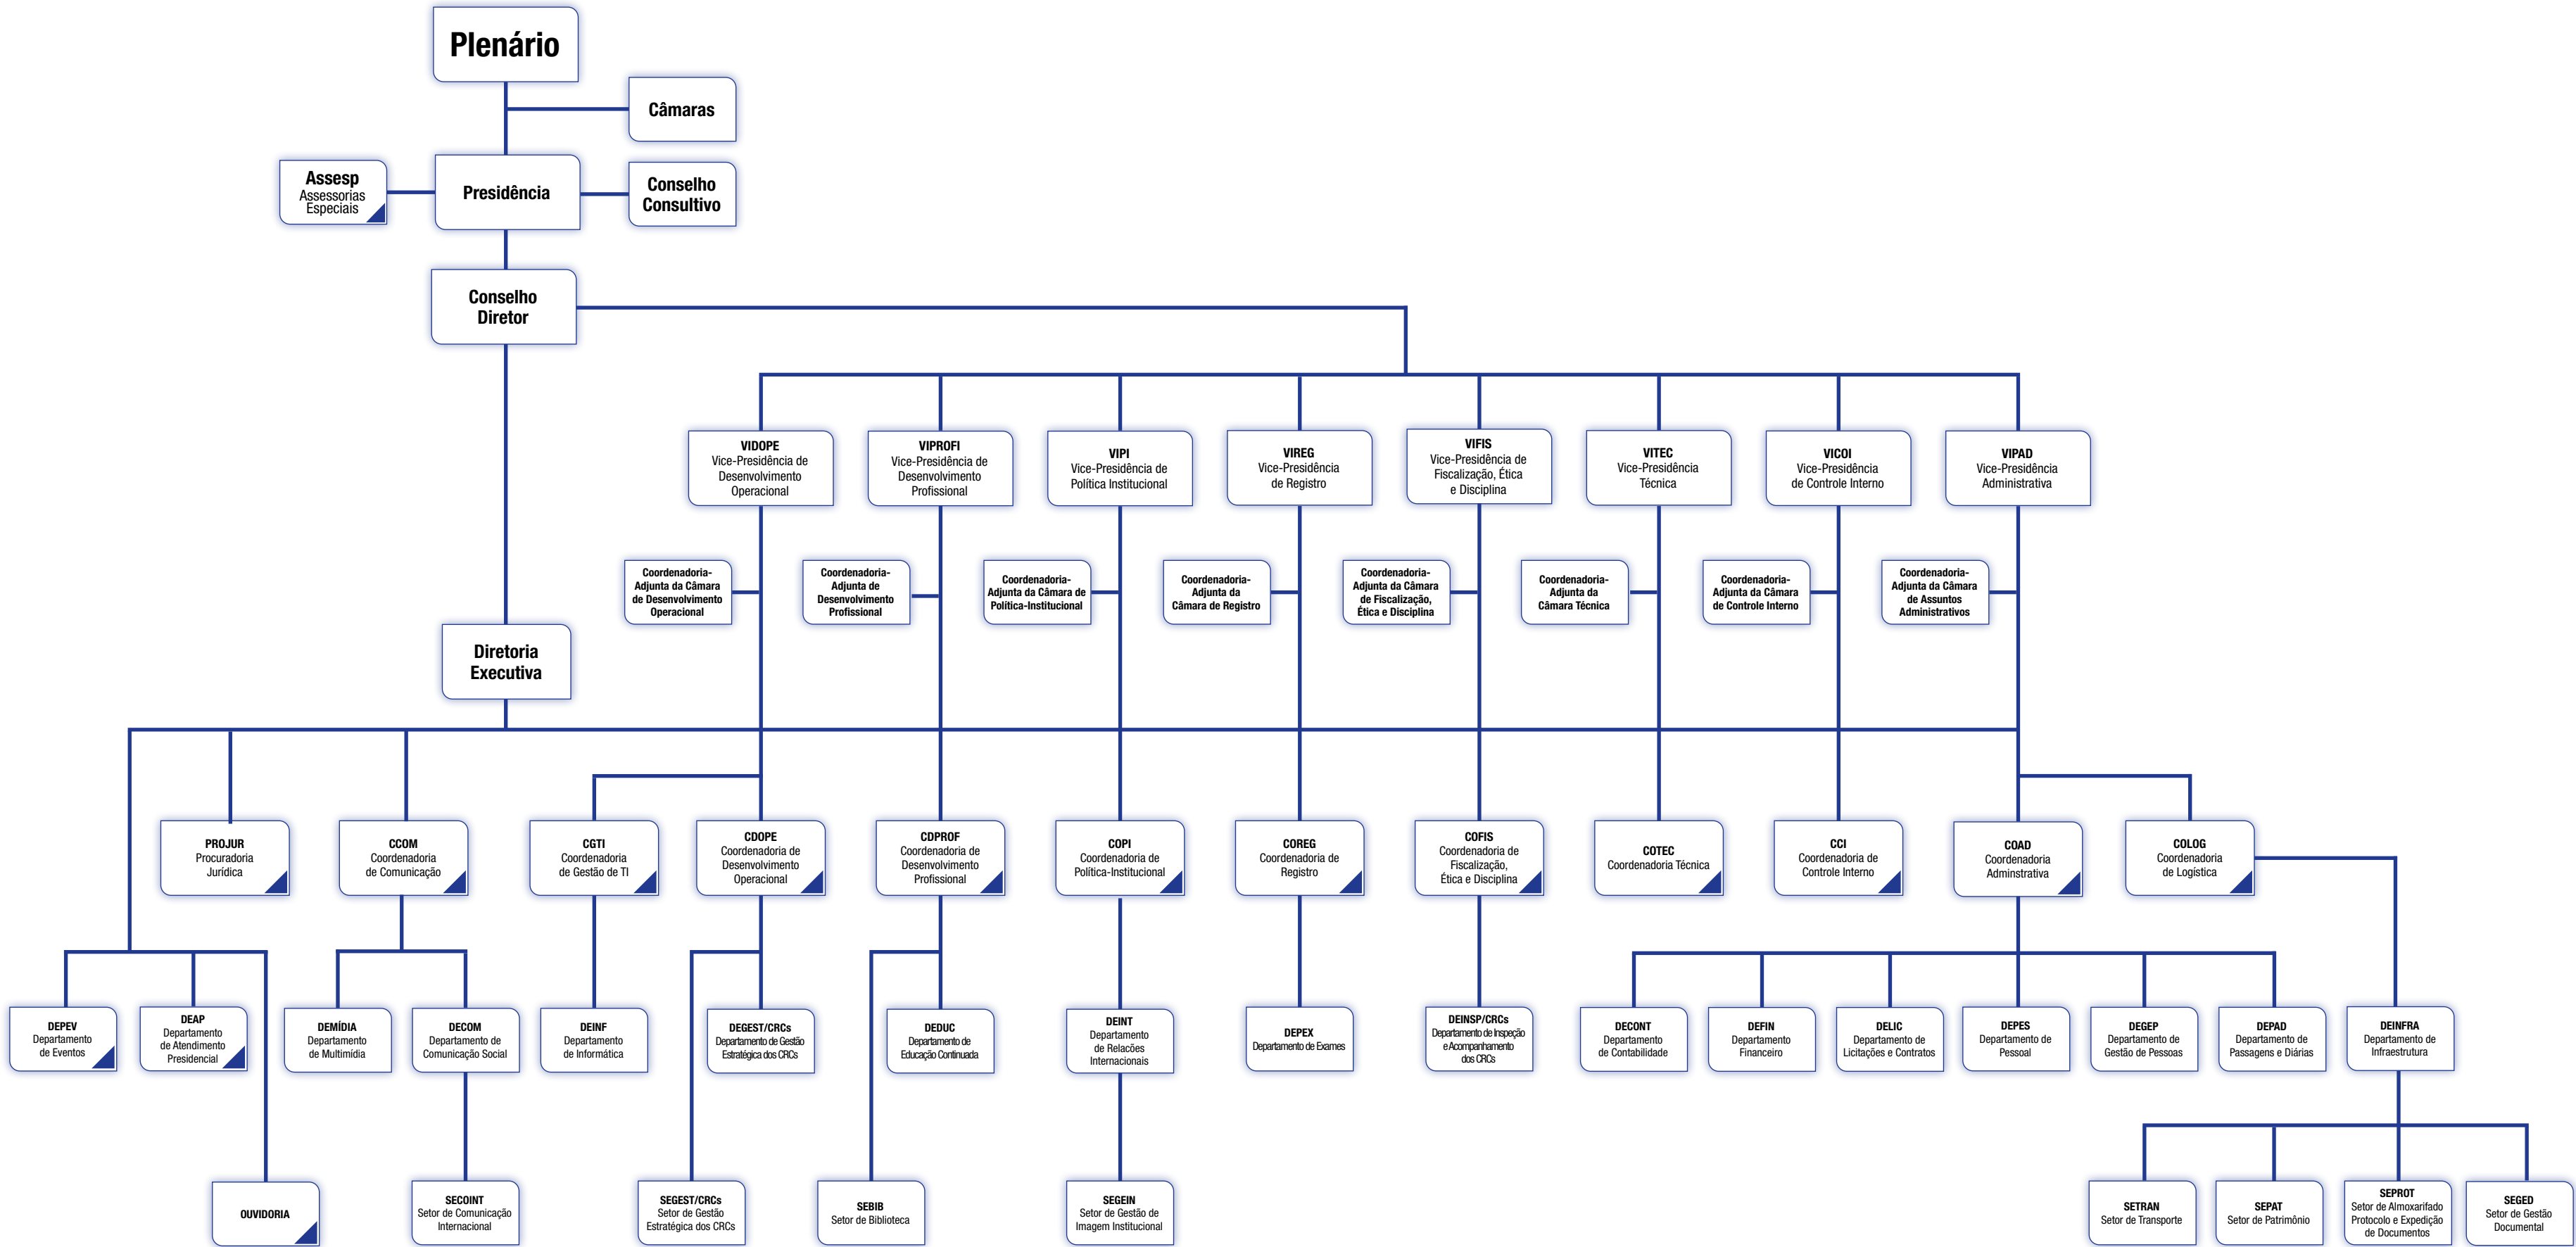 Plenário
Câmaras
Assesp
Assessorias
Especiais
Presidência
Conselho
Consultivo
Conselho
Diretor
VIDOPE
Vice-Presidência de
Desenvolvimento
Operacional
VIPROFI
Vice-Presidência de
Desenvolvimento
Profissional
VIPI
Vice-Presidência de
Política Institucional
VIREG
Vice-Presidência
de Registro
VIFIS
Vice-Presidência de
Fiscalização, Ética
e Disciplina
VITEC
Vice-Presidência
Técnica
VICOI
Vice-Presidência
de Controle Interno
VIPAD
Vice-Presidência
Administrativa
Coordenadoria-
Adjunta da Câmara
de Desenvolvimento
Operacional
Coordenadoria-
Adjunta de
Desenvolvimento
Profissional
Coordenadoria-
Adjunta da Câmara de
Política-Institucional
Coordenadoria-
Adjunta da
Câmara de Registro
Coordenadoria-
Adjunta da Câmara
de Fiscalização,
Ética e Disciplina
Coordenadoria-
Adjunta da
Câmara Técnica
Coordenadoria-
Adjunta da Câmara
de Controle Interno
Coordenadoria-
Adjunta da Câmara
de Assuntos
Administrativos
Diretoria
Executiva
PROJUR
Procuradoria
Jurídica
CCOM
Coordenadoria
de Comunicação
CGTI
Coordenadoria
de Gestão de TI
CDOPE
Coordenadoria de
Desenvolvimento
Operacional
CDPROF
Coordenadoria de
Desenvolvimento
Profissional
COPI
Coordenadoria de
Política-Institucional
COREG
Coordenadoria de
Registro
COFIS
Coordenadoria de
Fiscalização,
Ética e Disciplina
COTEC
Coordenadoria Técnica
CCI
Coordenadoria de
Controle Interno
COAD
Coordenadoria
Adminstrativa
COLOG
Coordenadoria
de Logística
DEPEV
Departamento
de Eventos
DEAP
Departamento
de Atendimento
Presidencial
DEMÍDIA
Departamento
de Multimídia
DECOM
Departamento de
Comunicação Social
DEINF
Departamento
de Informática
DEGEST/CRCs
Departamento de Gestão
Estratégica dos CRCs
DEDUC
Departamento de
Educação Continuada
DEINT
Departamento
de Relacões
Internacionais
DEPEX
Departamento de Exames
DEINSP/CRCs
Departamento de Inspeção
e Acompanhamento
dos CRCs
DECONT
Departamento
de Contabilidade
DEFIN
Departamento
Financeiro
DELIC
Departamento de
Licitações e Contratos
DEPES
Departamento de
Pessoal
DEGEP
Departamento de
Gestão de Pessoas
DEPAD
Departamento de
Passagens e Diárias
DEINFRA
Departamento de
Infraestrutura
OUVIDORIA
SECOINT
Setor de Comunicação
Internacional
SEGEST/CRCs
Setor de Gestão
Estratégica dos CRCs
SEBIB
Setor de Biblioteca
SEGEIN
Setor de Gestão de
Imagem Institucional
SETRAN
Setor de Transporte
SEPAT
Setor de Patrimônio
SEPROT
Setor de Almoxarifado
Protocolo e Expedição
de Documentos
SEGED
Setor de Gestão
Documental